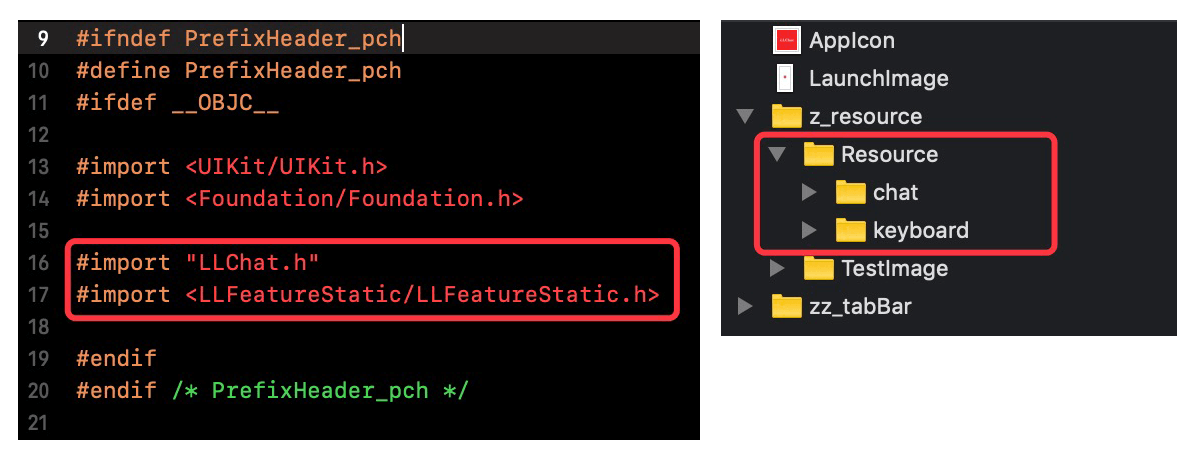 9 #ifndef PrefixHeader_pch
10 #define PrefixHeader_pch
11 #ifdef __OBJC__
12
13 #import <UIKit/UIKit.h>
14 #import <Foundation/Foundation.h>
15
16 #import "LLChat.h"
17 #import <LLFeatureStatic/LLFeatureStatic.h>
18
19 #endif
20 #endif /* PrefixHeader_pch */
21
AppIcon
LaunchImage
z_resource
Resource
chat
keyboard
TestImage
zz_tabBar